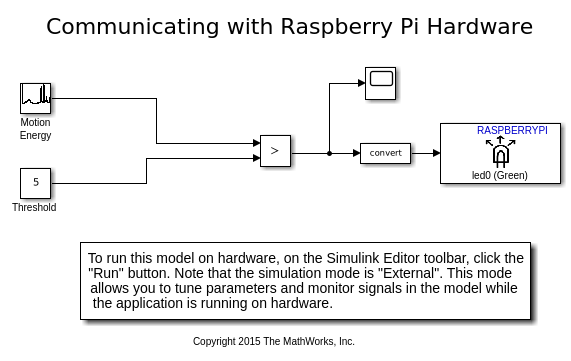 Communicating with Raspberry Pi Hardware
Motion
Energy
5
Threshold
>
convert
RASPBERRYPI
led0 (Green)
To run this model on hardware, on the Simulink Editor toolbar, click the
"Run" button. Note that the simulation mode is "External". This mode
allows you to tune parameters and monitor signals in the model while
the application is running on hardware.
Copyright 2015 The MathWorks, Inc.